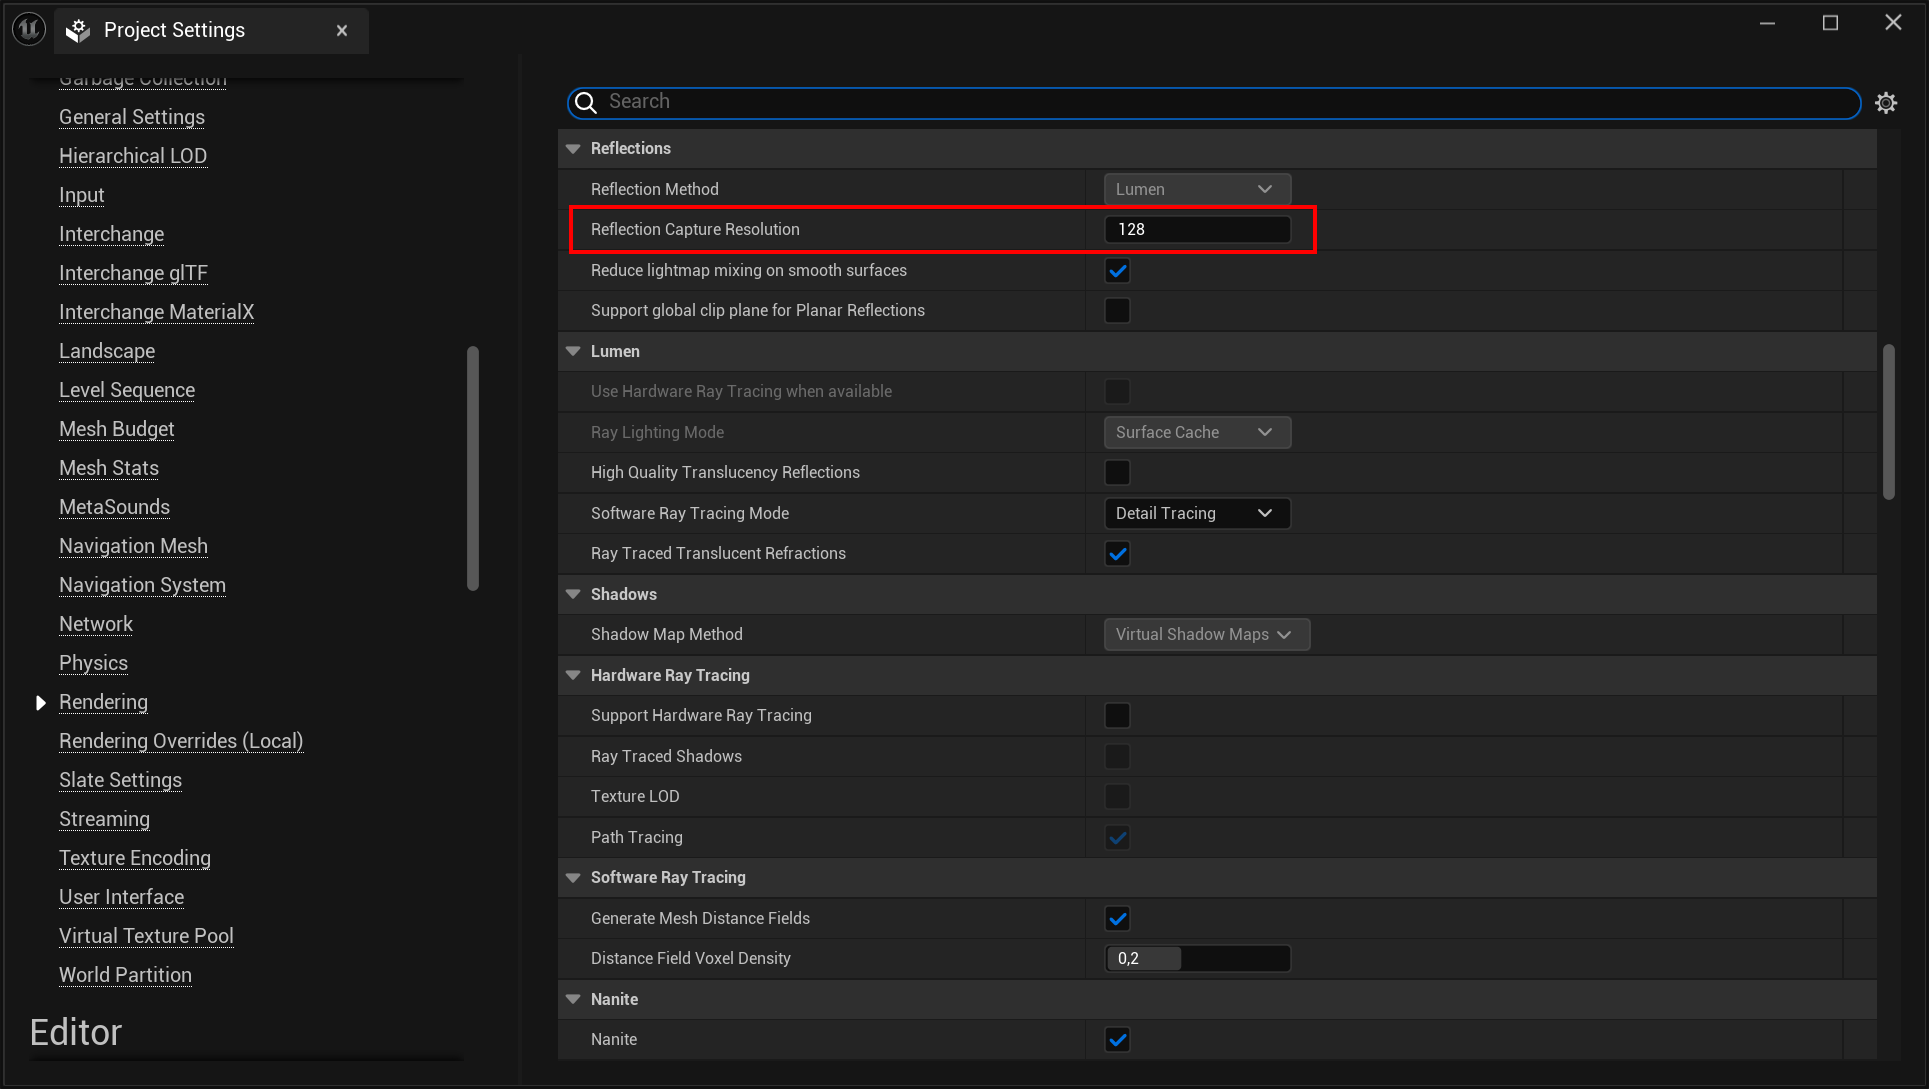 Project Settings
Garbage Collection
General Settings
Hierarchical LOD
Input
Interchange
Interchange glTF
Interchange MaterialX
Landscape
Level Sequence
Mesh Budget
Mesh Stats
MetaSounds
Navigation Mesh
Navigation System
Network
Physics
Rendering
Rendering Overrides (Local)
Slate Settings
Streaming
Texture Encoding
User Interface
Virtual Texture Pool
World Partition
Editor
Search
Reflections
Reflection Method Lumen
Reflection Capture Resolution 128
Reduce lightmap mixing on smooth surfaces
Support global clip plane for Planar Reflections
Lumen
Use Hardware Ray Tracing when available
Ray Lighting Mode Surface Cache
High Quality Translucency Reflections
Software Ray Tracing Mode Detail Tracing
Ray Traced Translucent Refractions
Shadows
Shadow Map Method Virtual Shadow Maps
Hardware Ray Tracing
Support Hardware Ray Tracing
Ray Traced Shadows
Texture LOD
Path Tracing
Software Ray Tracing
Generate Mesh Distance Fields
Distance Field Voxel Density 0,2
Nanite
Nanite